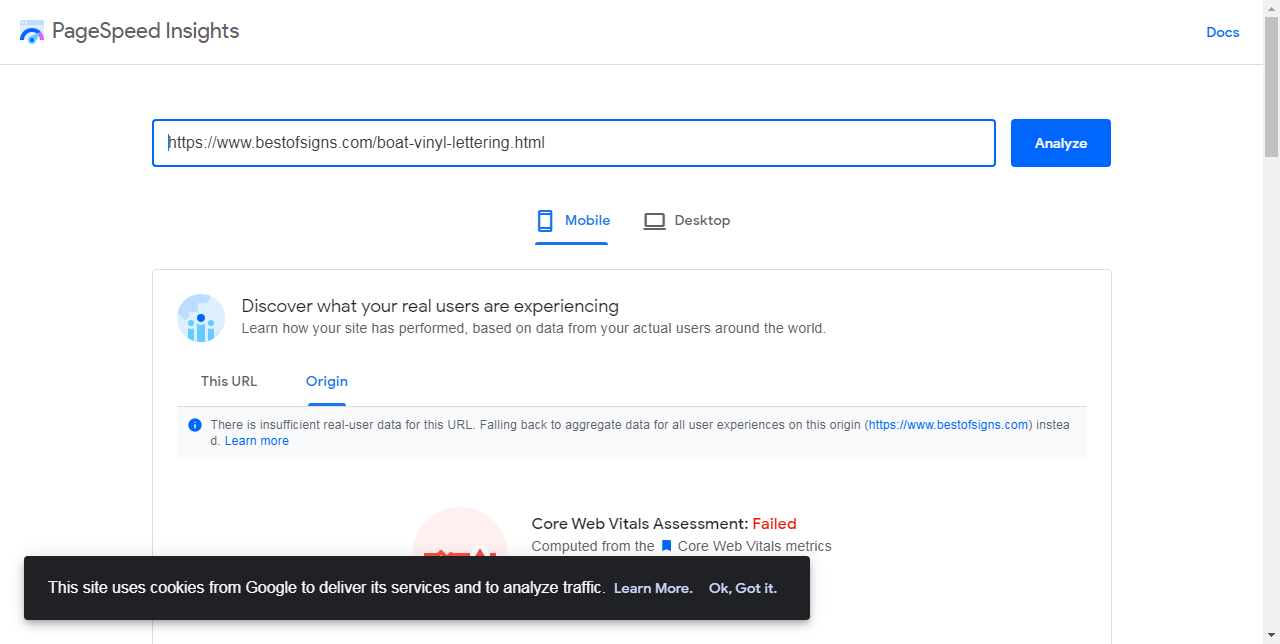 PageSpeed Insights
Docs
https://www.bestofsigns.com/boat-vinyl-lettering.html
Analyze
Mobile
Desktop
Discover what your real users are experiencing
Learn how your site has performed, based on data from your actual users around the world.
This URL
Origin
There is insufficient real-user data for this URL. Falling back to aggregate data for all user experiences on this origin (https://www.bestofsigns.com) instea
d. Learn more
Core Web Vitals Assessment: Failed
Computed from the Core Web Vitals metrics
This site uses cookies from Google to deliver its services and to analyze traffic. Learn More. Ok, Got it.